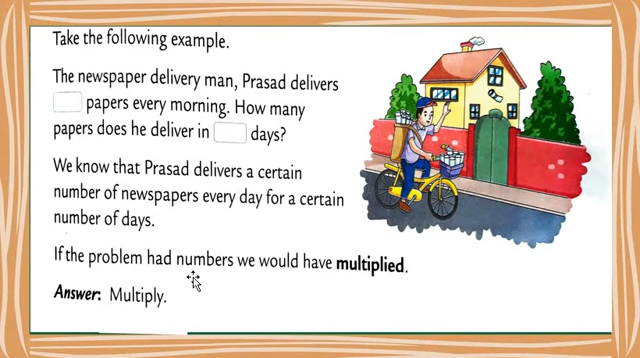 Take the following example.
The newspaper delivery man, Prasad delivers
papers every morning. How many
papers does he deliver in days?
We know that Prasad delivers a certain
number of newspapers every day for a certain
number of days.
If the problem had numbers we would have multiplied.
Answer: Multiply.